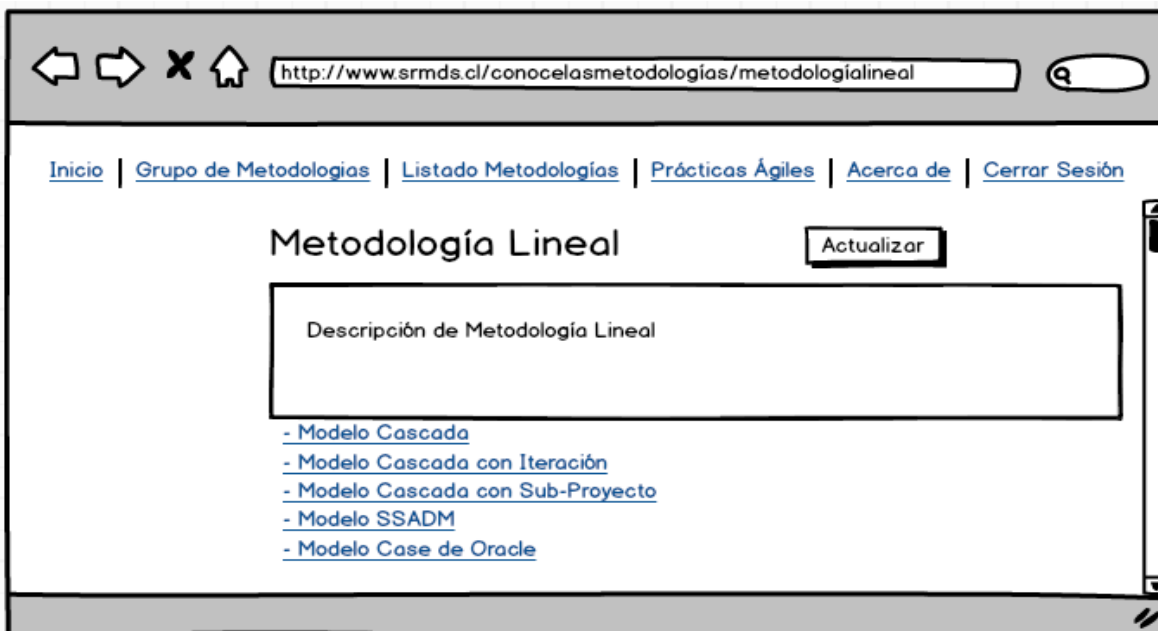 http://www.srmds.cl/conocelasmetodologías/metodologíalineal
Inicio | Grupo de Metodologias | Listado Metodologías | Prácticas Ágiles | Acerca de | Cerrar Sesión
Metodología Lineal
Actualizar
Descripción de Metodología Lineal
- Modelo Cascada
- Modelo Cascada con Iteración
- Modelo Cascada con Sub-Proyecto
- Modelo SSADM
- Modelo Case de Oracle